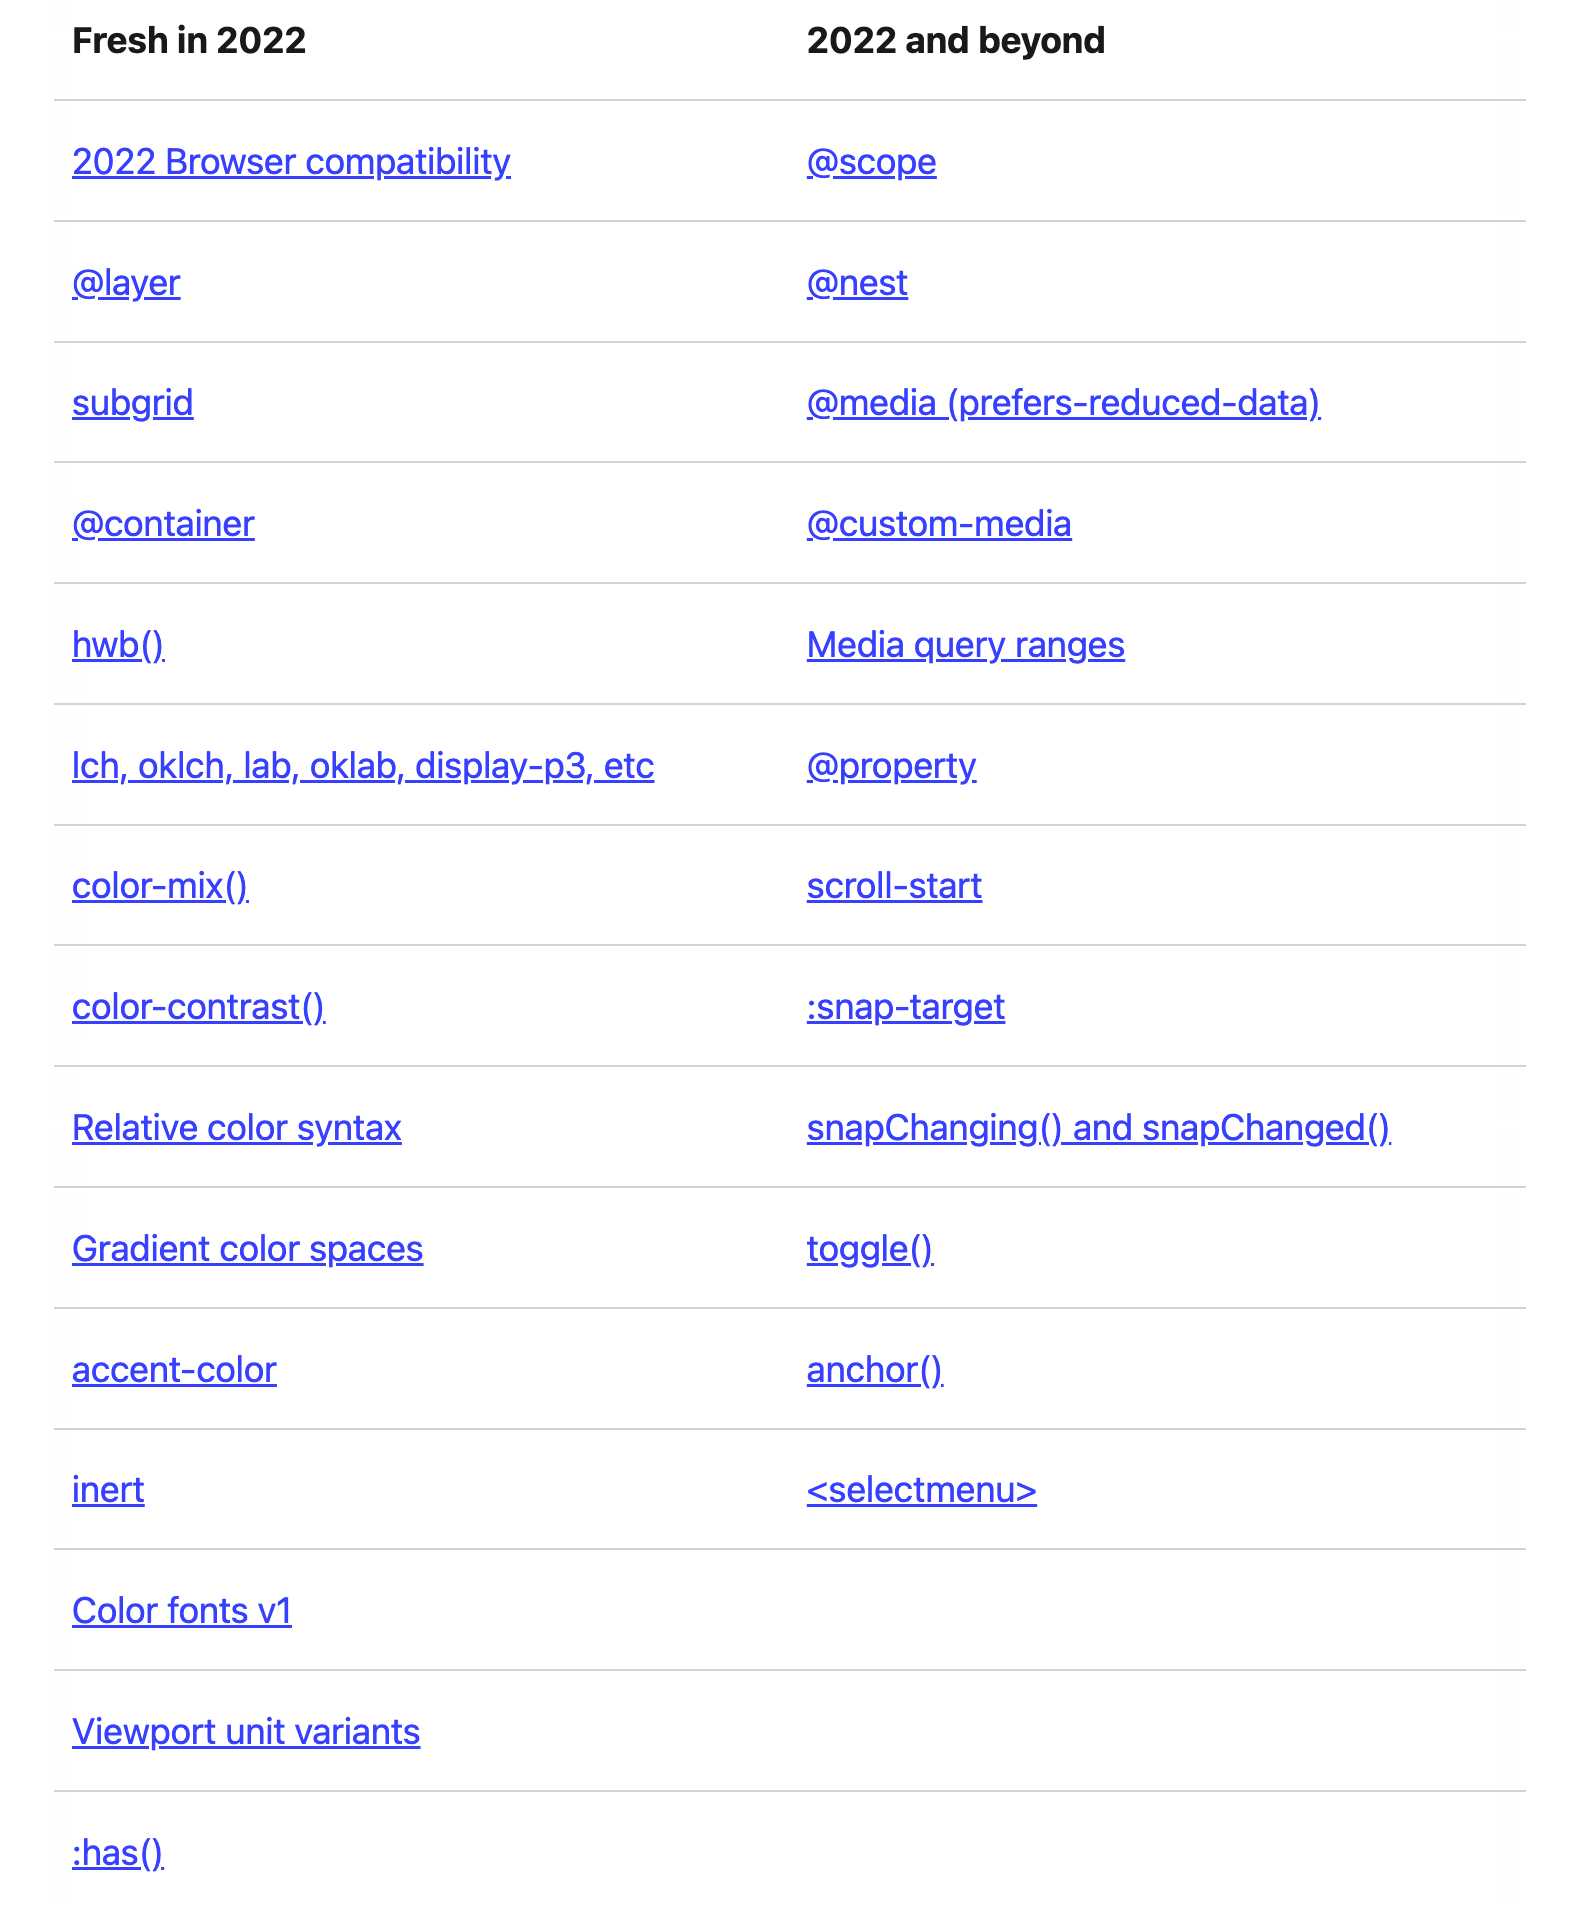 Fresh in 2022 2022 and beyond
2022 Browser compatibility @scope
@layer @nest
subgrid @media (prefers-reduced-data)
@container @custom-media
hwb() Media query ranges
lch, oklch, lab, oklab, display-p3, etc @property
color-mix() scroll-start
color-contrast() :snap-target
Relative color syntax snapChanging() and snapChanged()
Gradient color spaces toggle()
accent-color anchor()
inert <selectmenu>
Color fonts v1
Viewport unit variants
:has()